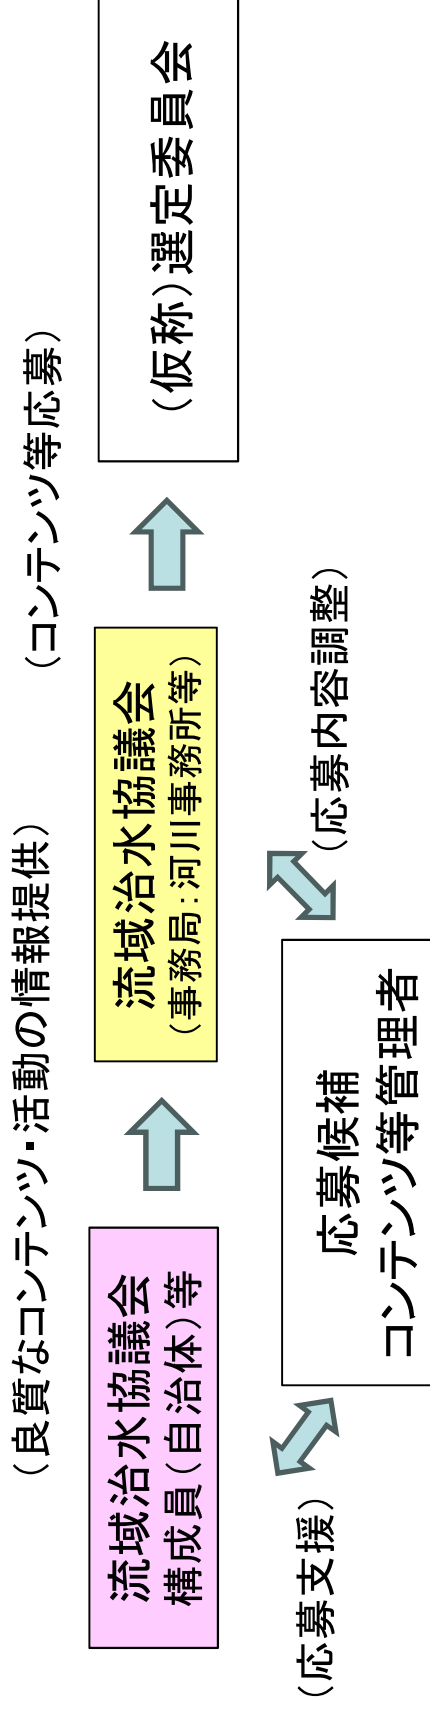 （良質なコンテンツ・活動の情報提供）
（コンテンツ等応募）
流域治水協議会
構成員（自治体）等
流域治水協議会
（事務局：河川事務所等）
（仮称）選定委員会
（応募支援）
応募候補
コンテンツ等管理者
（応募内容調整）